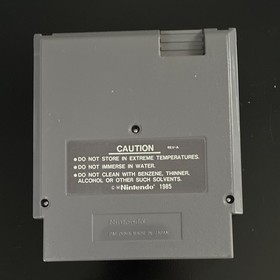 CAUTION
REV-A
•DO NOT STORE IN EXTREME TEMPERATURES.
•DO NOT IMMERSE IN WATER.
•DO NOT CLEAN WITH BENZENE, THINNER,
ALCOHOL OR OTHER SUCH SOLVENTS.
©®Nintendo® 1985
Nintendo